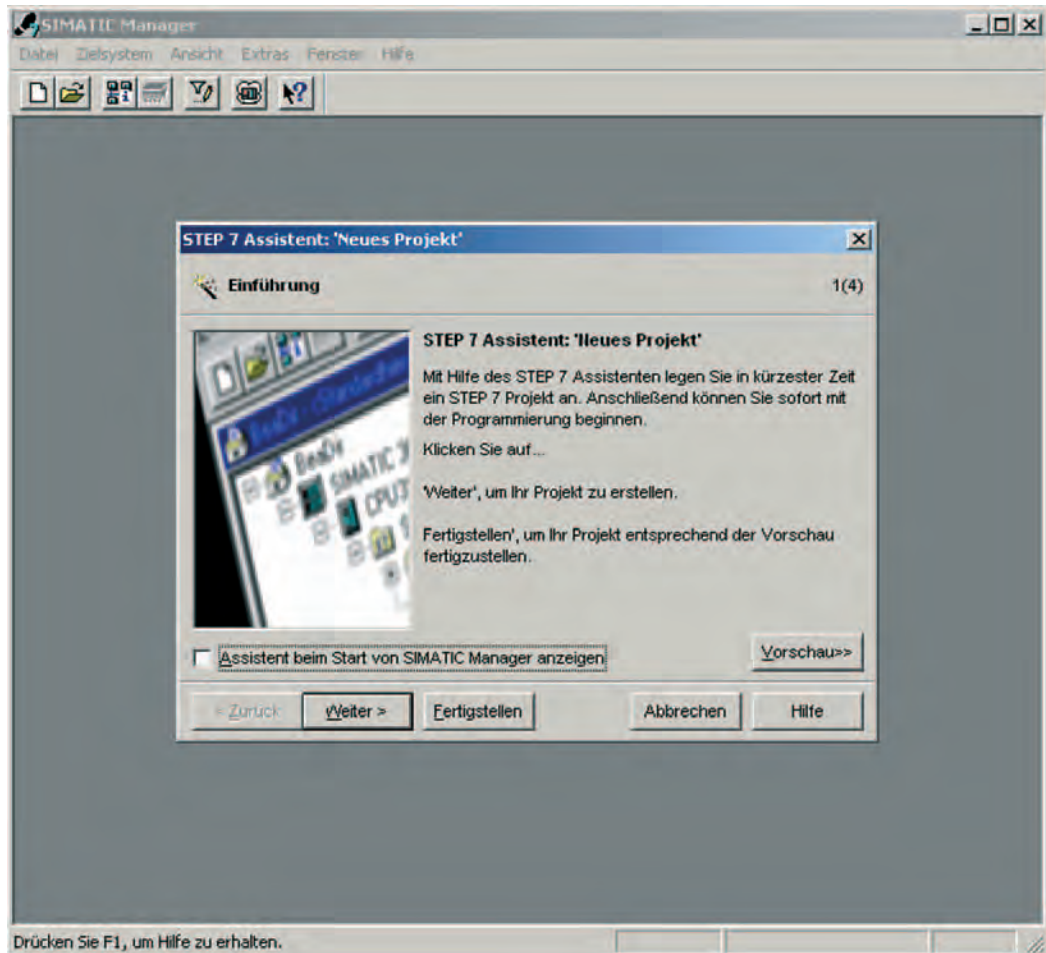 SIMATIC Manager
Datei Zielsystem Ansicht Extras Fenster Hilfe
STEP 7 Assistent: 'Neues Projekt'
Einführung
1(4)
STEP 7 Assistent: 'Neues Projekt'
Mit Hilfe des STEP 7 Assistenten legen Sie in kürzester Zeit
ein STEP 7 Projekt an. Anschließend können Sie sofort mit
der Programmierung beginnen.
Klicken Sie auf...
'Weiter', um Ihr Projekt zu erstellen.
Fertigstellen', um Ihr Projekt entsprechend der Vorschau
fertigzustellen.
BeaDs
SIMATIC 3
CPU3
Assistent beim Start von SIMATIC Manager anzeigen
Vorschau>>
< Zurück
Weiter >
Fertigstellen
Abbrechen
Hilfe
Drücken Sie F1, um Hilfe zu erhalten.